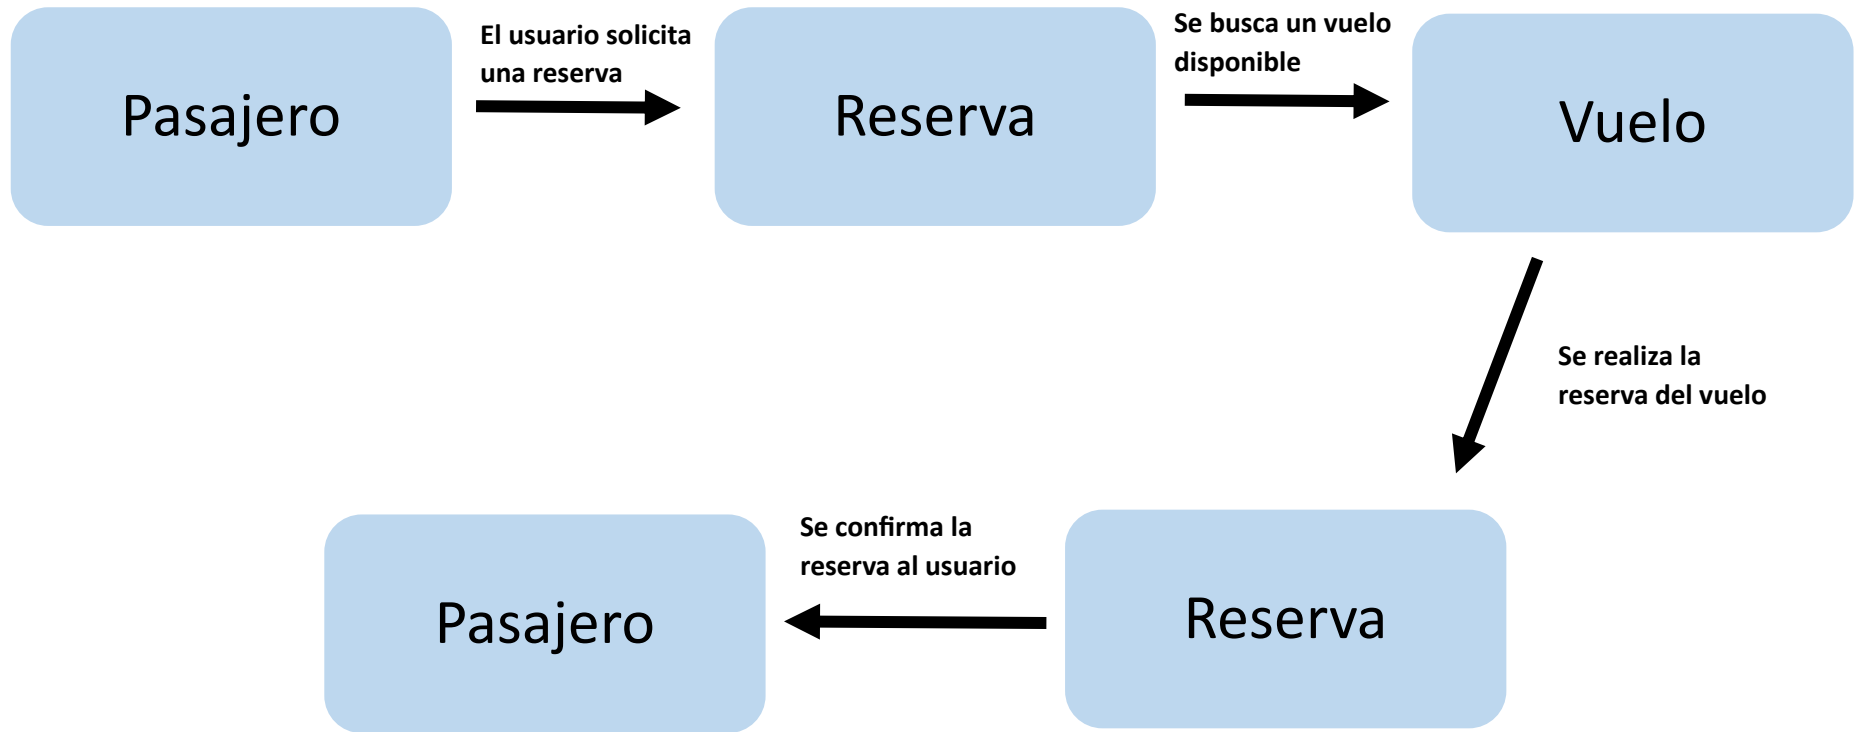 Pasajero
El usuario solicita
una reserva
Reserva
Se busca un vuelo
disponible
Vuelo
Se realiza la
reserva del vuelo
Reserva
Se confirma la
reserva al usuario
Pasajero